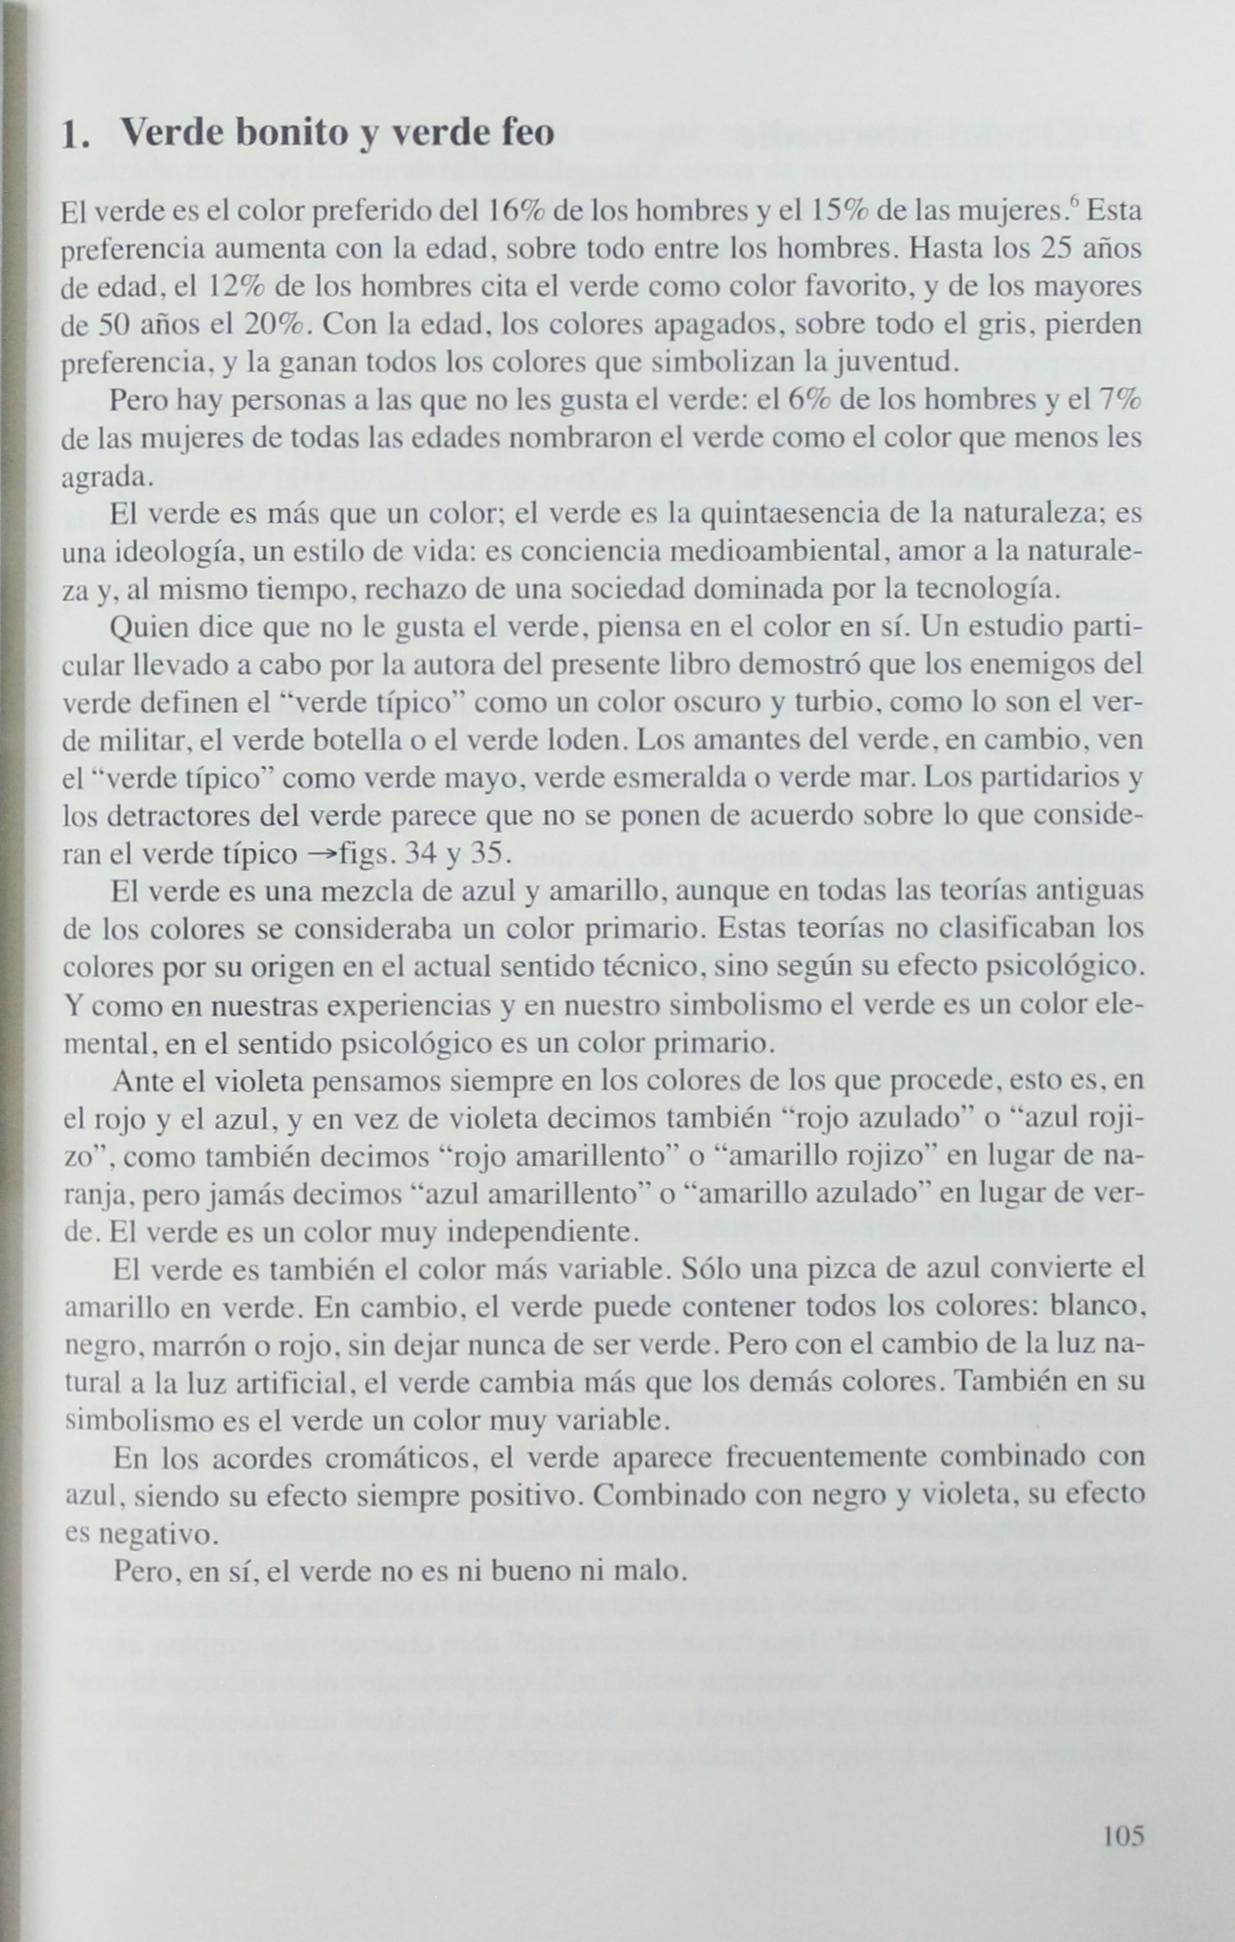 1. Verde bonito y verde feo
El verde es el color preferido del 16% de los hombres y el 15% de las mujeres.⁶ Esta
preferencia aumenta con la edad, sobre todo entre los hombres. Hasta los 25 años
de edad, el 12% de los hombres cita el verde como color favorito, y de los mayores
de 50 años el 20%. Con la edad, los colores apagados, sobre todo el gris, pierden
preferencia, y la ganan todos los colores que simbolizan la juventud.
Pero hay personas a las que no les gusta el verde: el 6% de los hombres y el 7%
de las mujeres de todas las edades nombraron el verde como el color que menos les
agrada.
El verde es más que un color; el verde es la quintaesencia de la naturaleza; es
una ideología, un estilo de vida: es conciencia medioambiental, amor a la naturale-
za y, al mismo tiempo, rechazo de una sociedad dominada por la tecnología.
Quien dice que no le gusta el verde, piensa en el color en sí. Un estudio parti-
cular llevado a cabo por la autora del presente libro demostró que los enemigos del
verde definen el “verde típico” como un color oscuro y turbio, como lo son el ver-
de militar, el verde botella o el verde loden. Los amantes del verde, en cambio, ven
el “verde típico” como verde mayo, verde esmeralda o verde mar. Los partidarios y
los detractores del verde parece que no se ponen de acuerdo sobre lo que conside-
ran el verde típico →figs. 34 y 35.
El verde es una mezcla de azul y amarillo, aunque en todas las teorías antiguas
de los colores se consideraba un color primario. Estas teorías no clasificaban los
colores por su origen en el actual sentido técnico, sino según su efecto psicológico.
Y como en nuestras experiencias y en nuestro simbolismo el verde es un color ele-
mental, en el sentido psicológico es un color primario.
Ante el violeta pensamos siempre en los colores de los que procede, esto es, en
el rojo y el azul, y en vez de violeta decimos también “rojo azulado” o “azul roji-
zo”, como también decimos “rojo amarillento” o “amarillo rojizo” en lugar de na-
ranja, pero jamás decimos “azul amarillento” o “amarillo azulado” en lugar de ver-
de. El verde es un color muy independiente.
El verde es también el color más variable. Sólo una pizca de azul convierte el
amarillo en verde. En cambio, el verde puede contener todos los colores: blanco,
negro, marrón o rojo, sin dejar nunca de ser verde. Pero con el cambio de la luz na-
tural a la luz artificial, el verde cambia más que los demás colores. También en su
simbolismo es el verde un color muy variable.
En los acordes cromáticos, el verde aparece frecuentemente combinado con
azul, siendo su efecto siempre positivo. Combinado con negro y violeta, su efecto
es negativo.
Pero, en sí, el verde no es ni bueno ni malo.
105